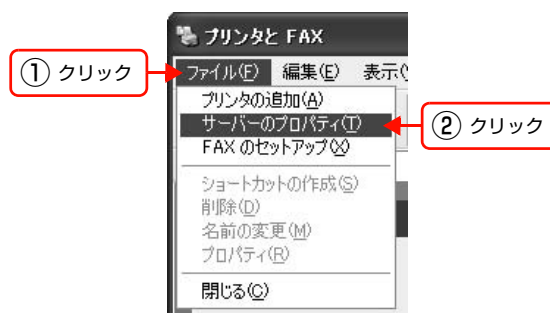 プリンタと FAX
① クリック
ファイル(F) 編集(E) 表示(
プリンタの追加(A)
サーバーのプロパティ(T)
② クリック
FAX のセットアップ(X)
ショートカットの作成(S)
削除(D)
名前の変更(M)
プロパティ(R)
閉じる(C)